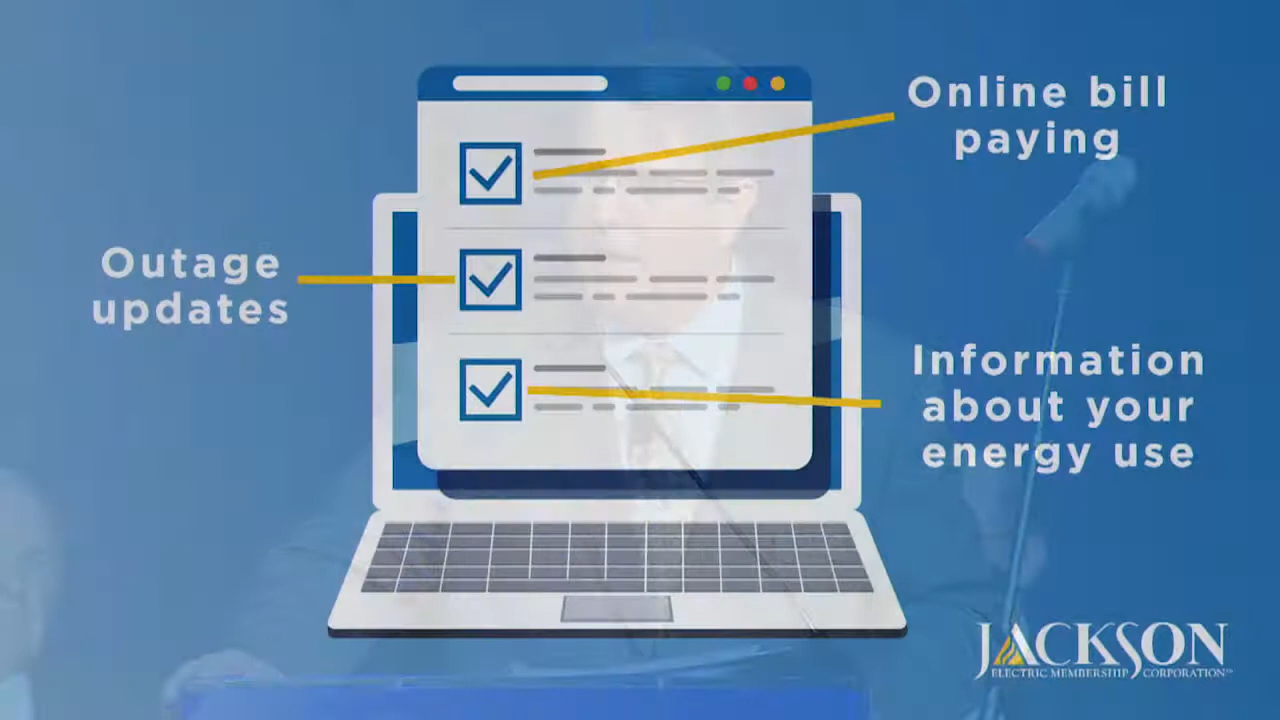 Online bill
paying
Outage
updates
Information
about your
energy use
JACKSON
ELECTRIC MEMBERSHIP CORPORATION